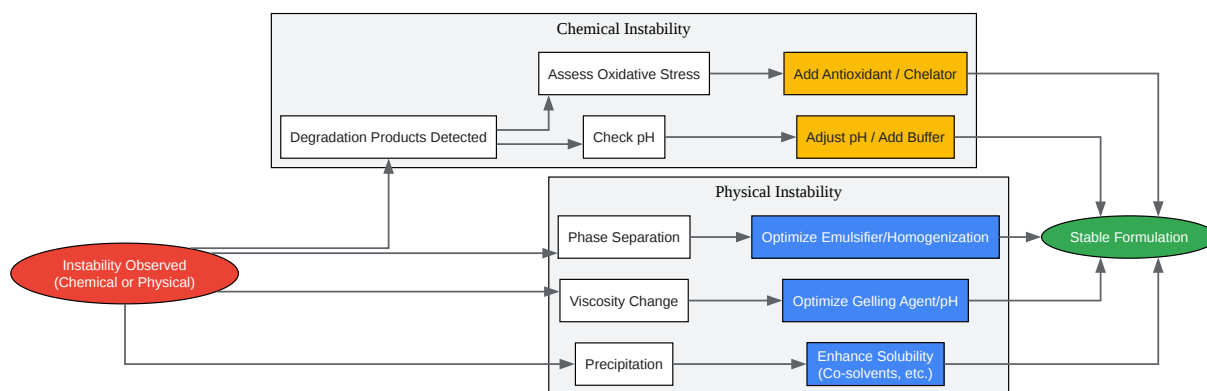 Chemical Instability
Assess Oxidative Stress
Add Antioxidant / Chelator
Degradation Products Detected
Check pH
Adjust pH / Add Buffer
Physical Instability
Phase Separation
Optimize Emulsifier/Homogenization
Stable Formulation
Instability Observed
(Chemical or Physical)
Viscosity Change
Optimize Gelling Agent/pH
Precipitation
Enhance Solubility
(Co-solvents, etc.)